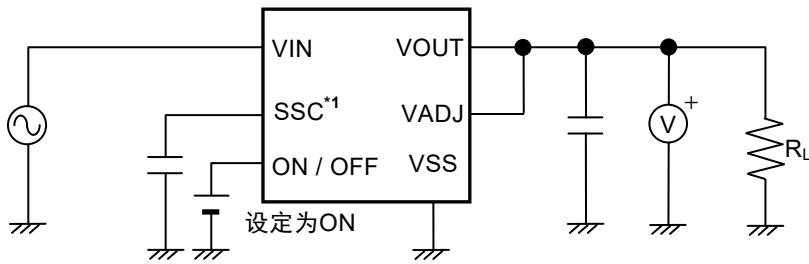 VIN
VOUT
SSC*1
VADJ
ON / OFF
VSS
设定为ON
V
+
RL